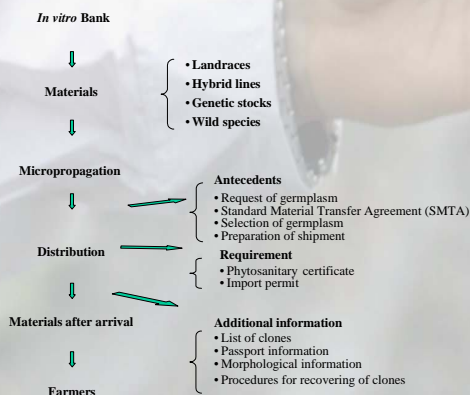 In vitro Bank
Materials
• Landraces
• Hybrid lines
• Genetic stocks
• Wild species
Micropropagation
Antecedents
• Request of germplasm
• Standard Material Transfer Agreement (SMTA)
• Selection of germplasm
• Preparation of shipment
Distribution
Requirement
• Phytosanitary certificate
• Import permit
Materials after arrival
Additional information
• List of clones
• Passport information
• Morphological information
• Procedures for recovering of clones
Farmers